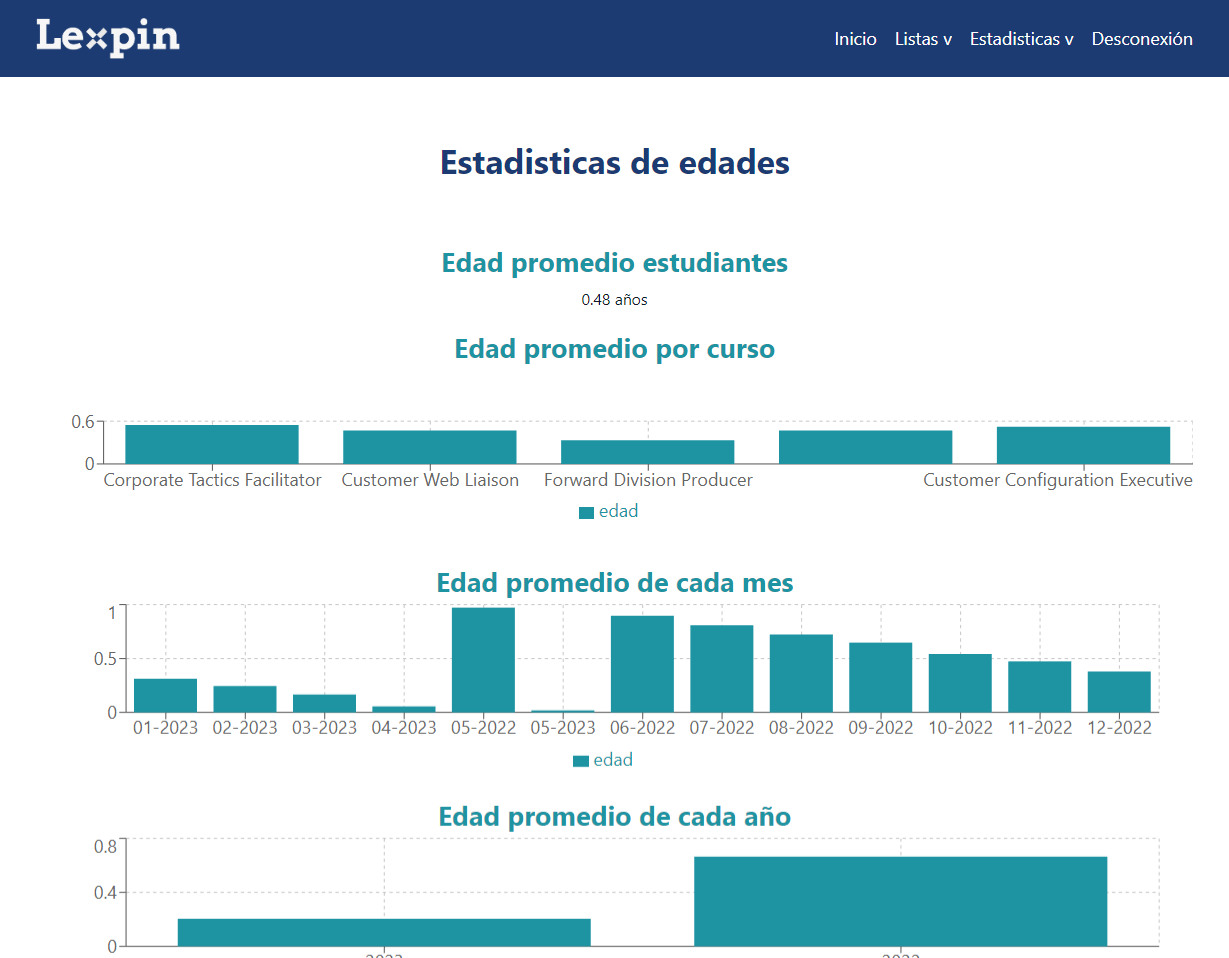 Lexpin
Inicio Listas v Estadisticas v Desconexión
Estadisticas de edades
Edad promedio estudiantes
0.48 años
Edad promedio por curso
0.6
0
Corporate Tactics Facilitator Customer Web Liaison Forward Division Producer Customer Configuration Executive
edad
Edad promedio de cada mes
1
0.5
0
01-2023 02-2023 03-2023 04-2023 05-2022 05-2023 06-2022 07-2022 08-2022 09-2022 10-2022 11-2022 12-2022
edad
Edad promedio de cada año
0.8
0.4
0